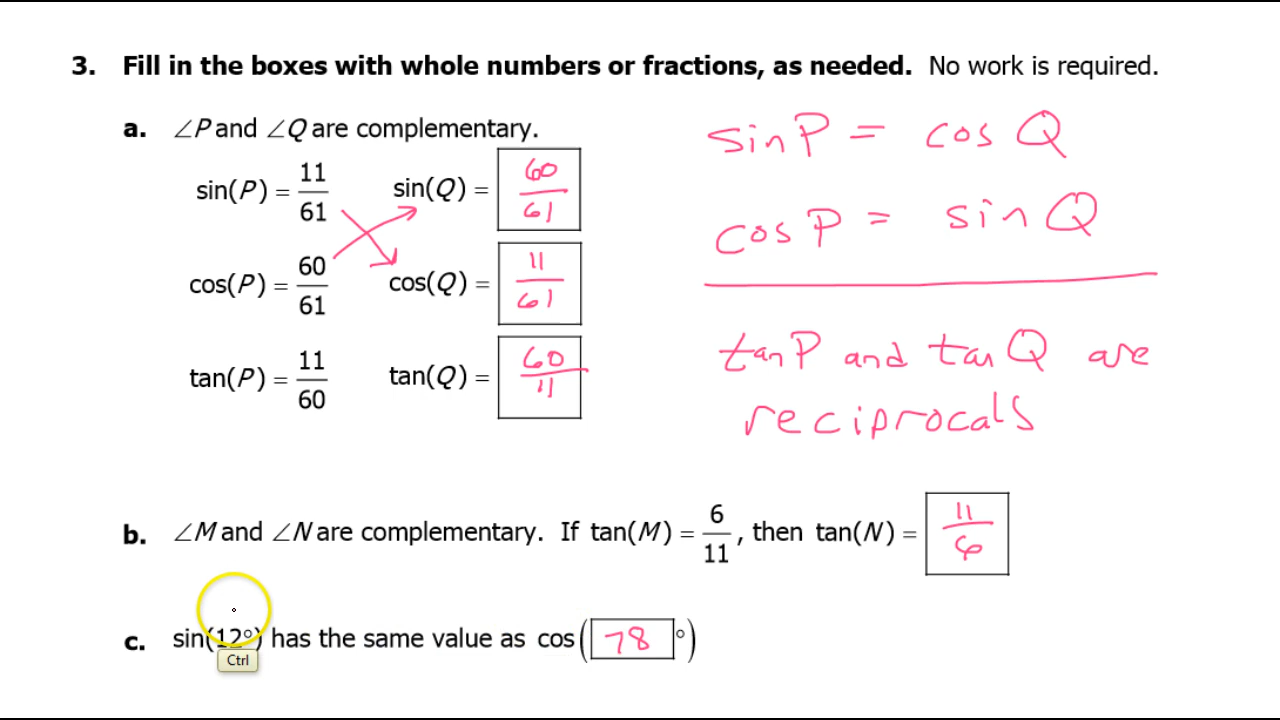 3. Fill in the boxes with whole numbers or fractions, as needed. No work is required.
a. ∠P and ∠Q are complementary.
sin(P) = 11/61 sin(Q) = 60/61
cos(P) = 60/61 cos(Q) = 11/61
tan(P) = 11/60 tan(Q) = 60/11
sin P = cos Q
cos P = sin Q
tan P and tan Q are
reciprocals
b. ∠M and ∠N are complementary. If tan(M) = 6/11, then tan(N) = 11/6
c. sin(12°) has the same value as cos(78°)
Ctrl